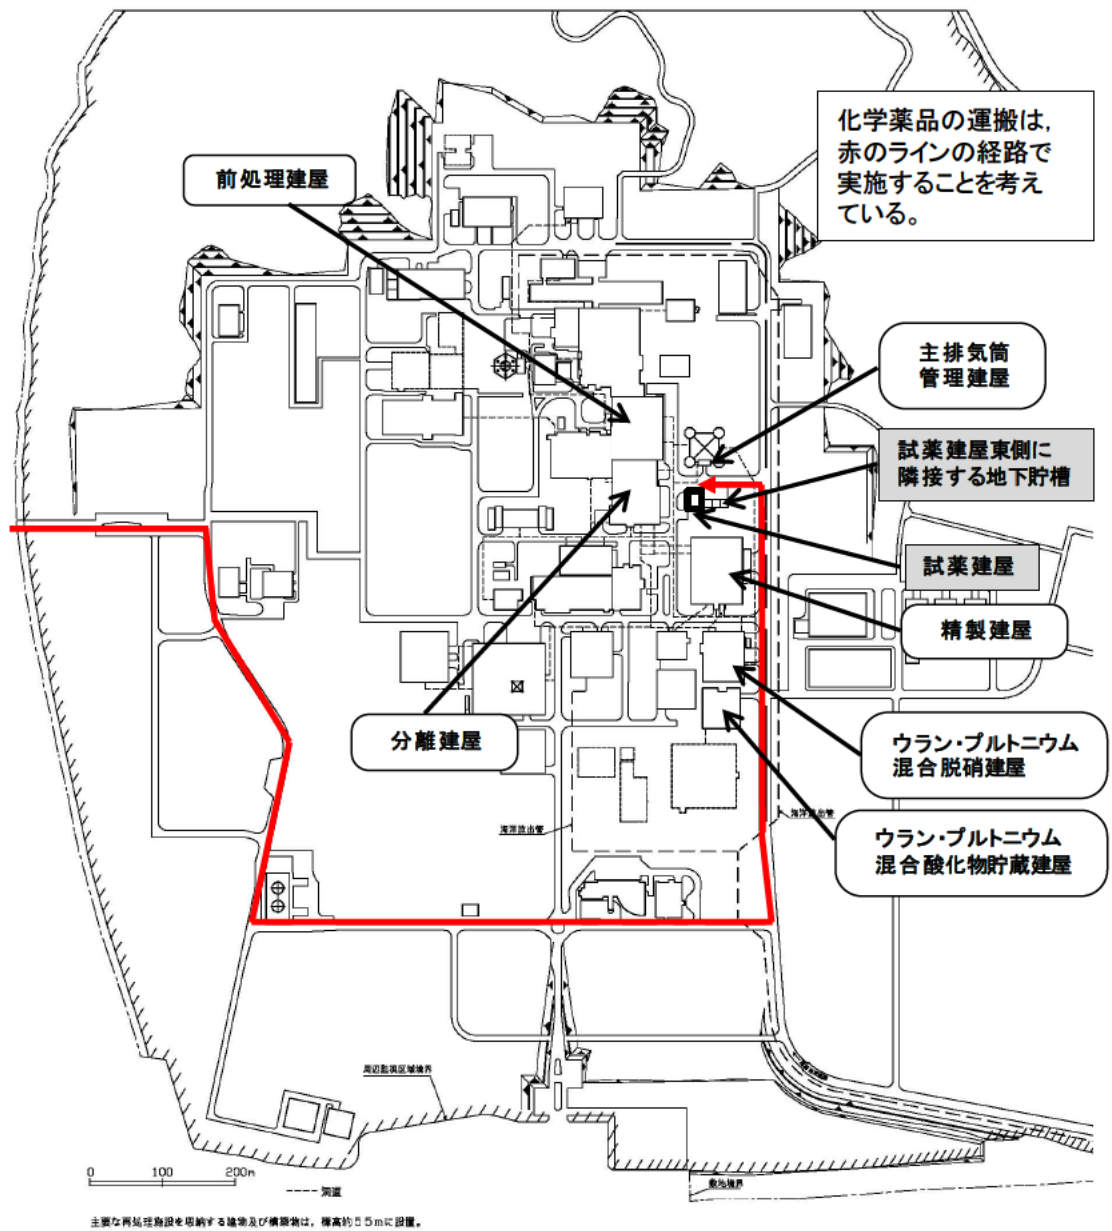 化学薬品の運搬は，
赤のラインの経路で
実施することを考え
ている。
前処理建屋
主排気筒
管理建屋
試薬建屋東側に
隣接する地下貯槽
試薬建屋
精製建屋
分離建屋
ウラン・プルトニウム
混合脱硝建屋
ウラン・プルトニウム
混合酸化物貯蔵建屋
海洋放出管
海洋放出管
周辺監視区域境界
敷地境界
0 100 200m
洞道
主要な再処理施設を収納する建物及び構築物は，標高約55mに設置。